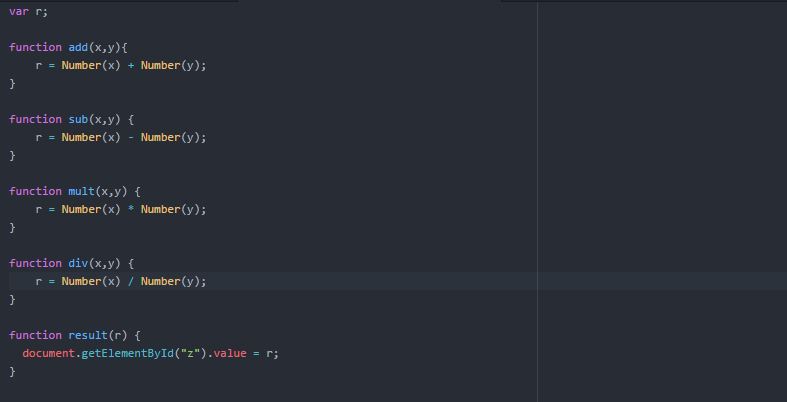 var r;

function add(x,y){
    r = Number(x) + Number(y);
}

function sub(x,y) {
    r = Number(x) - Number(y);
}

function mult(x,y) {
    r = Number(x) * Number(y);
}

function div(x,y) {
    r = Number(x) / Number(y);
}

function result(r) {
  document.getElementById("z").value = r;
}